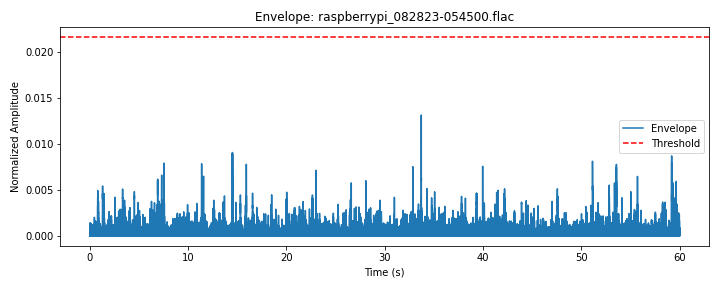 Envelope: raspberrypi_082823-054500.flac
Normalized Amplitude
0.020
0.015
0.010
0.005
0.000
Envelope
Threshold
0 10 20 30 40 50 60
Time (s)